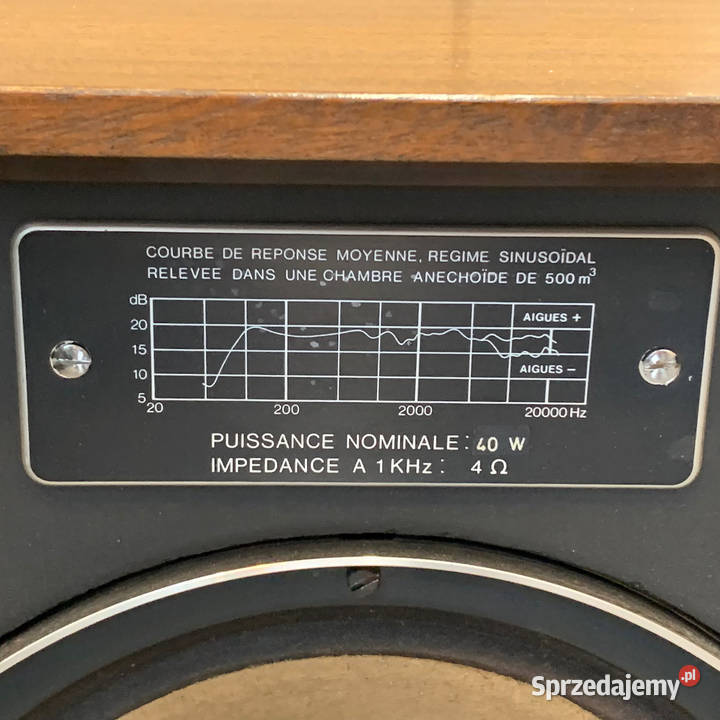 COURBE DE REPONSE MOYENNE, REGIME SINUSOÏDAL
RELEVEE DANS UNE CHAMBRE ANECHOÏDE DE 500 m³
dB
20
15
10
5
AIGUES +
AIGUES –
20 200 2000 20000 Hz
PUISSANCE NOMINALE: 40 W
IMPEDANCE A 1 KHz: 4 Ω
Sprzedajemy.pl